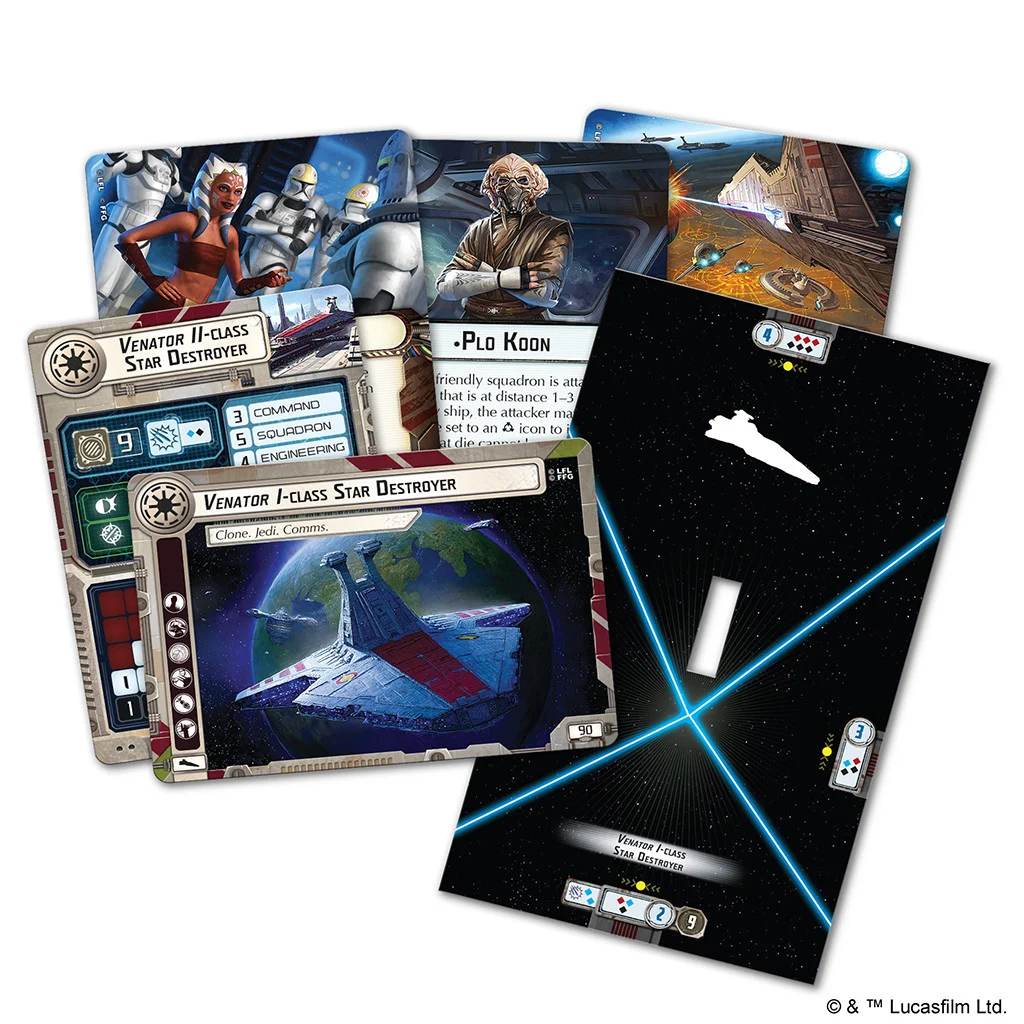 © LFL
© FFG
© LFL
• PLO KOON
friendly squadron is atta
that is at distance 1–3
ship, the attacker ma
set to an icon to
at die cannot
4
VENATOR II-CLASS
STAR DESTROYER
9
3 COMMAND
5 SQUADRON
4 ENGINEERING
1
1
VENATOR I-CLASS STAR DESTROYER
© LFL
© FFG
Clone. Jedi. Comms.
90
3
VENATOR I-CLASS
STAR DESTROYER
2
9
© & ™ Lucasfilm Ltd.